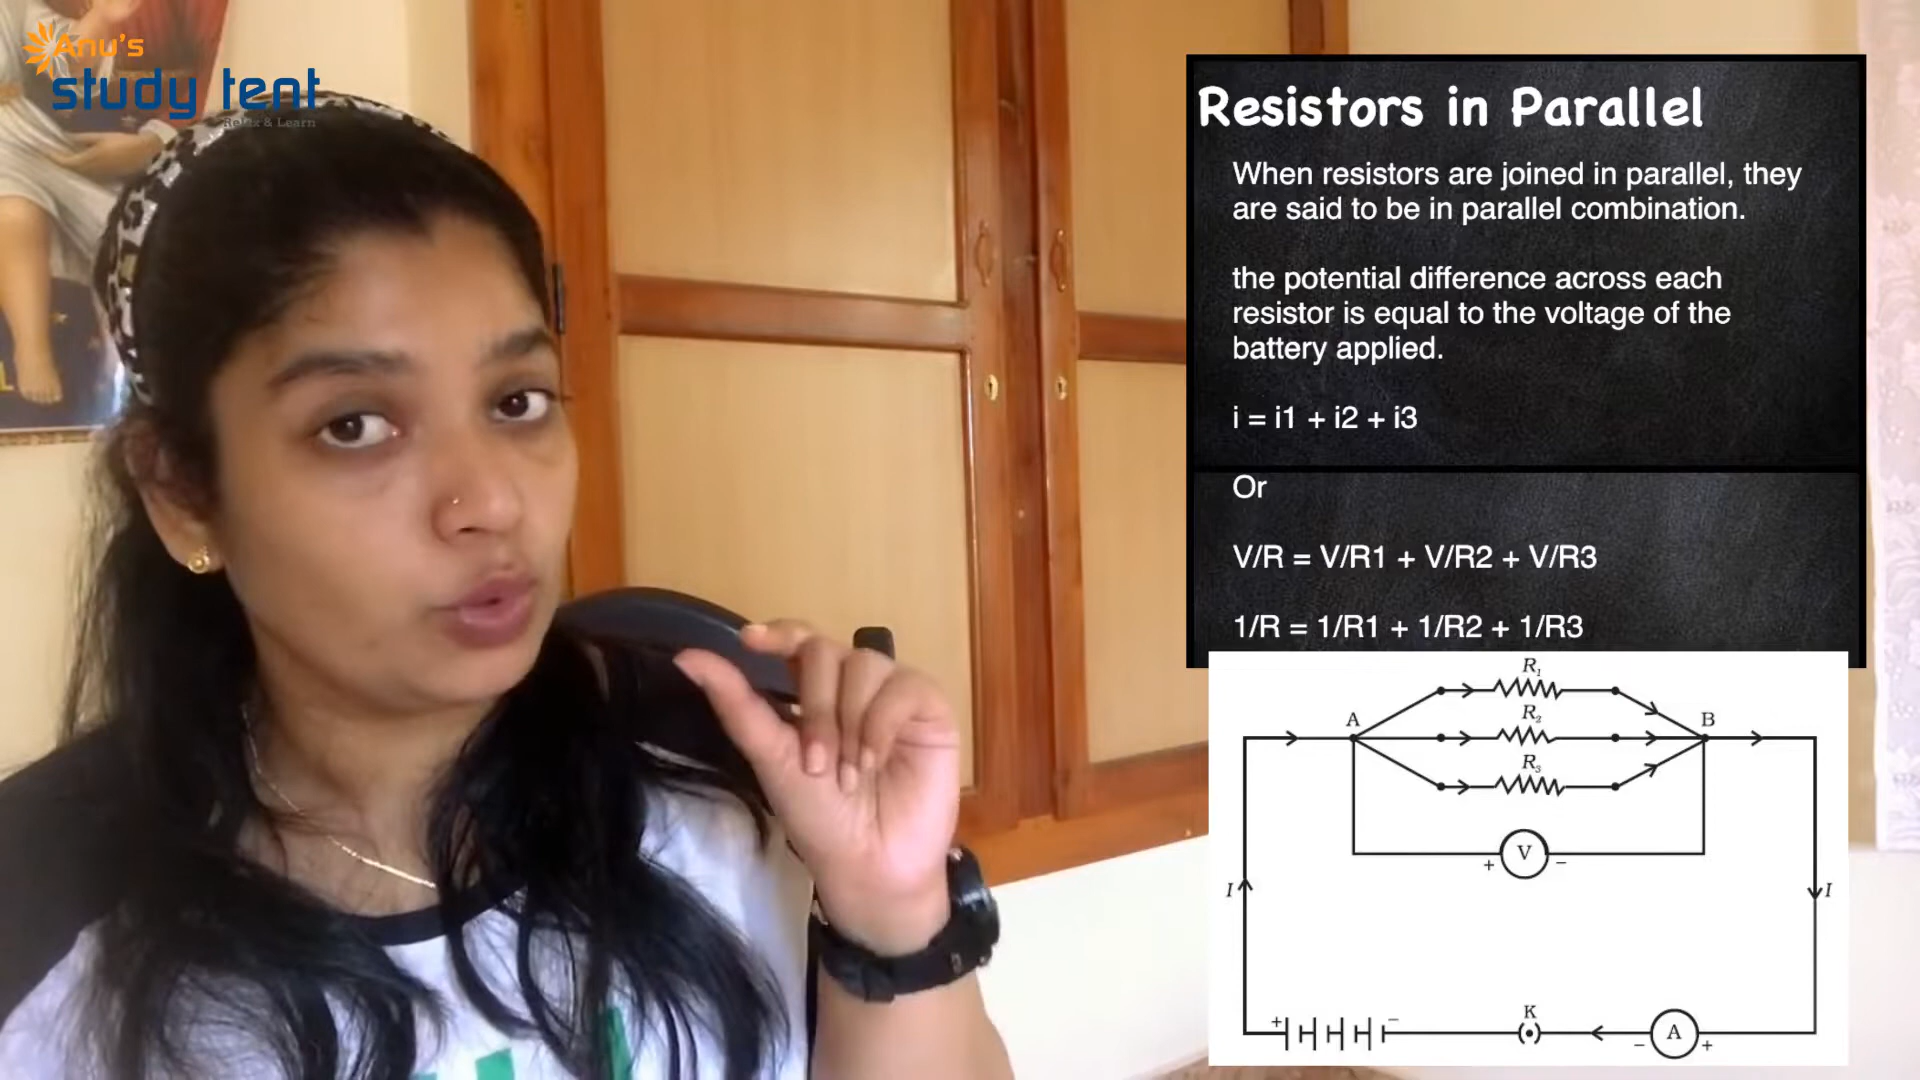 Anu's
study tent
Relax & Learn
Resistors in Parallel
When resistors are joined in parallel, they
are said to be in parallel combination.
the potential difference across each
resistor is equal to the voltage of the
battery applied.
i = i1 + i2 + i3
Or
V/R = V/R1 + V/R2 + V/R3
1/R = 1/R1 + 1/R2 + 1/R3
R₁
A
R₂
B
R₃
+ V −
I
I
K
+ −
− A +